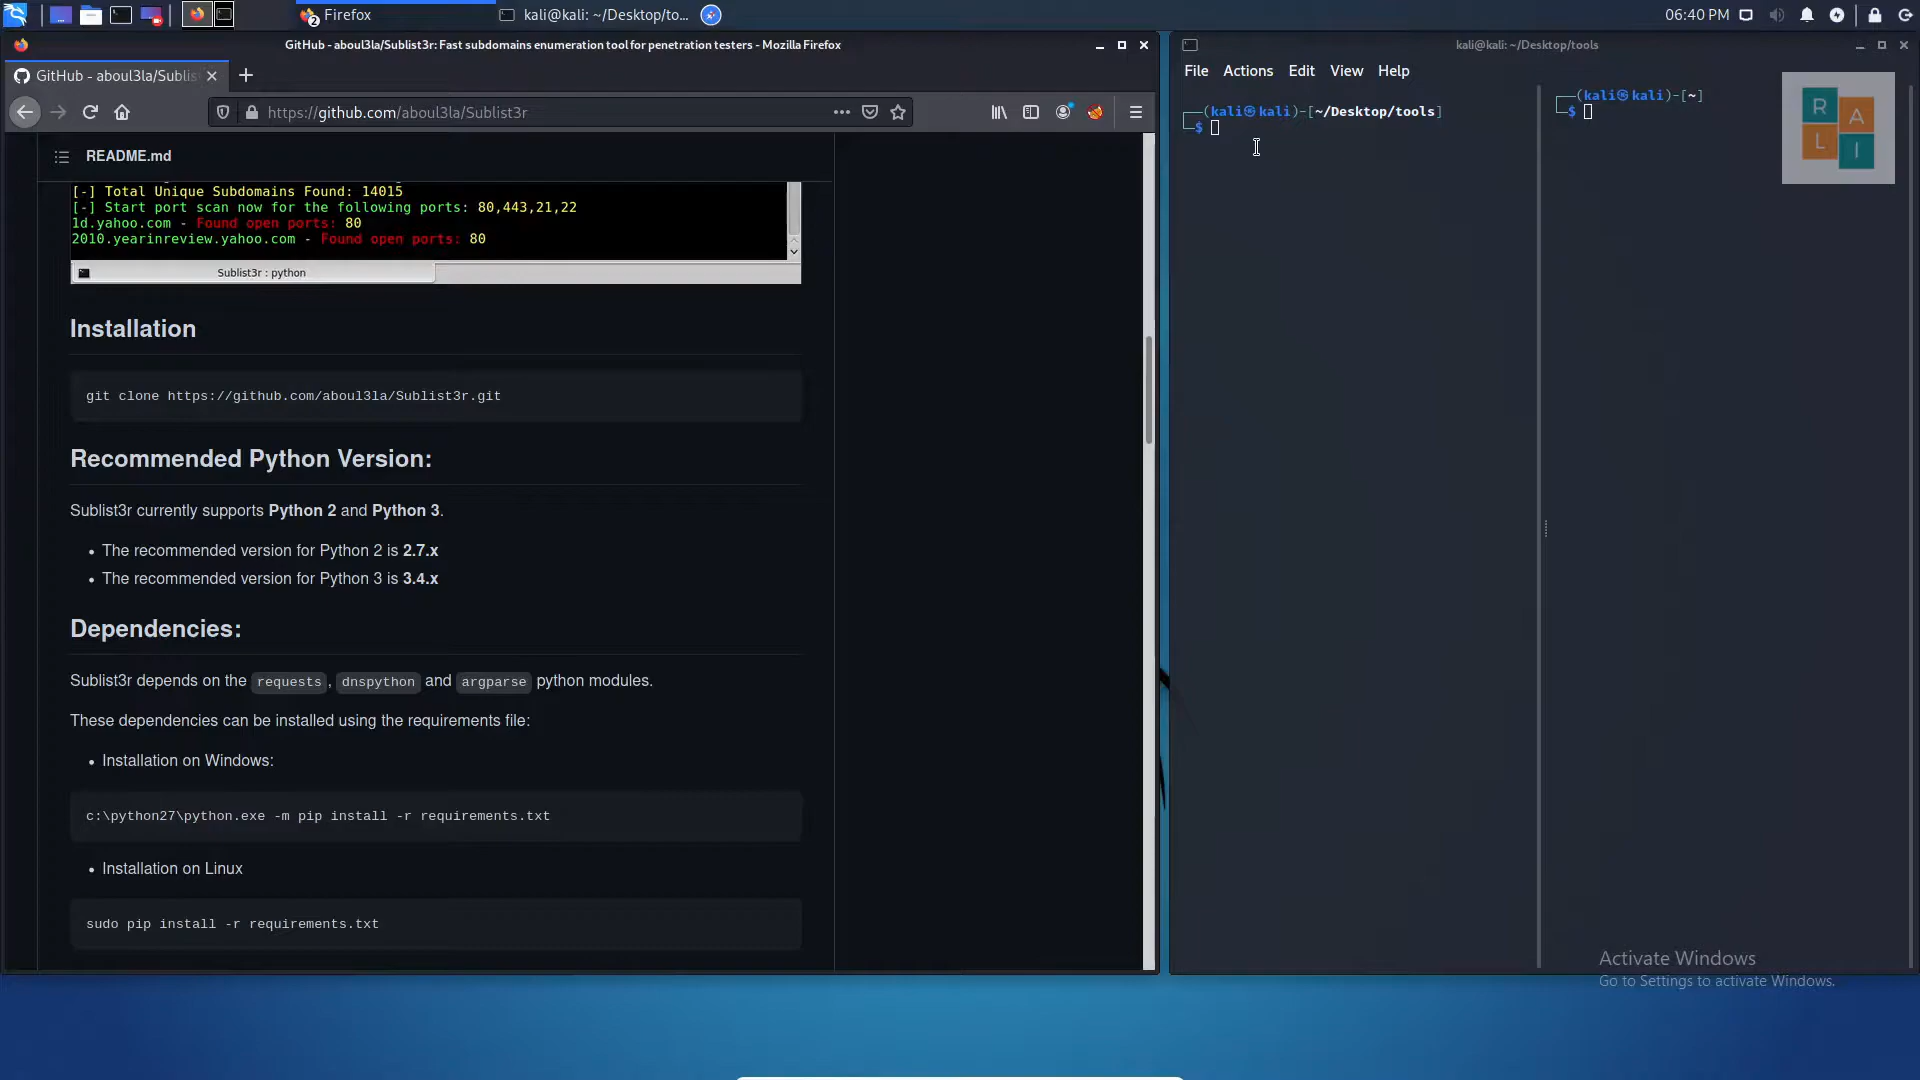 Firefox
2
kali@kali: ~/Desktop/to...
06:40 PM
GitHub - aboul3la/Sublist3r: Fast subdomains enumeration tool for penetration testers - Mozilla Firefox
GitHub - aboul3la/Sublis
https://github.com/aboul3la/Sublist3r
README.md
[-] Total Unique Subdomains Found: 14015
[-] Start port scan now for the following ports: 80,443,21,22
1d.yahoo.com - Found open ports: 80
2010.yearinreview.yahoo.com - Found open ports: 80
Sublist3r : python
Installation
git clone https://github.com/aboul3la/Sublist3r.git
Recommended Python Version:
Sublist3r currently supports Python 2 and Python 3.
• The recommended version for Python 2 is 2.7.x
• The recommended version for Python 3 is 3.4.x
Dependencies:
Sublist3r depends on the requests, dnspython and argparse python modules.
These dependencies can be installed using the requirements file:
• Installation on Windows:
c:\python27\python.exe -m pip install -r requirements.txt
• Installation on Linux
sudo pip install -r requirements.txt
kali@kali: ~/Desktop/tools
File Actions Edit View Help
┌──(kali㉿kali)-[~/Desktop/tools]
└─$
┌──(kali㉿kali)-[~]
└─$
R A
L I
Activate Windows
Go to Settings to activate Windows.